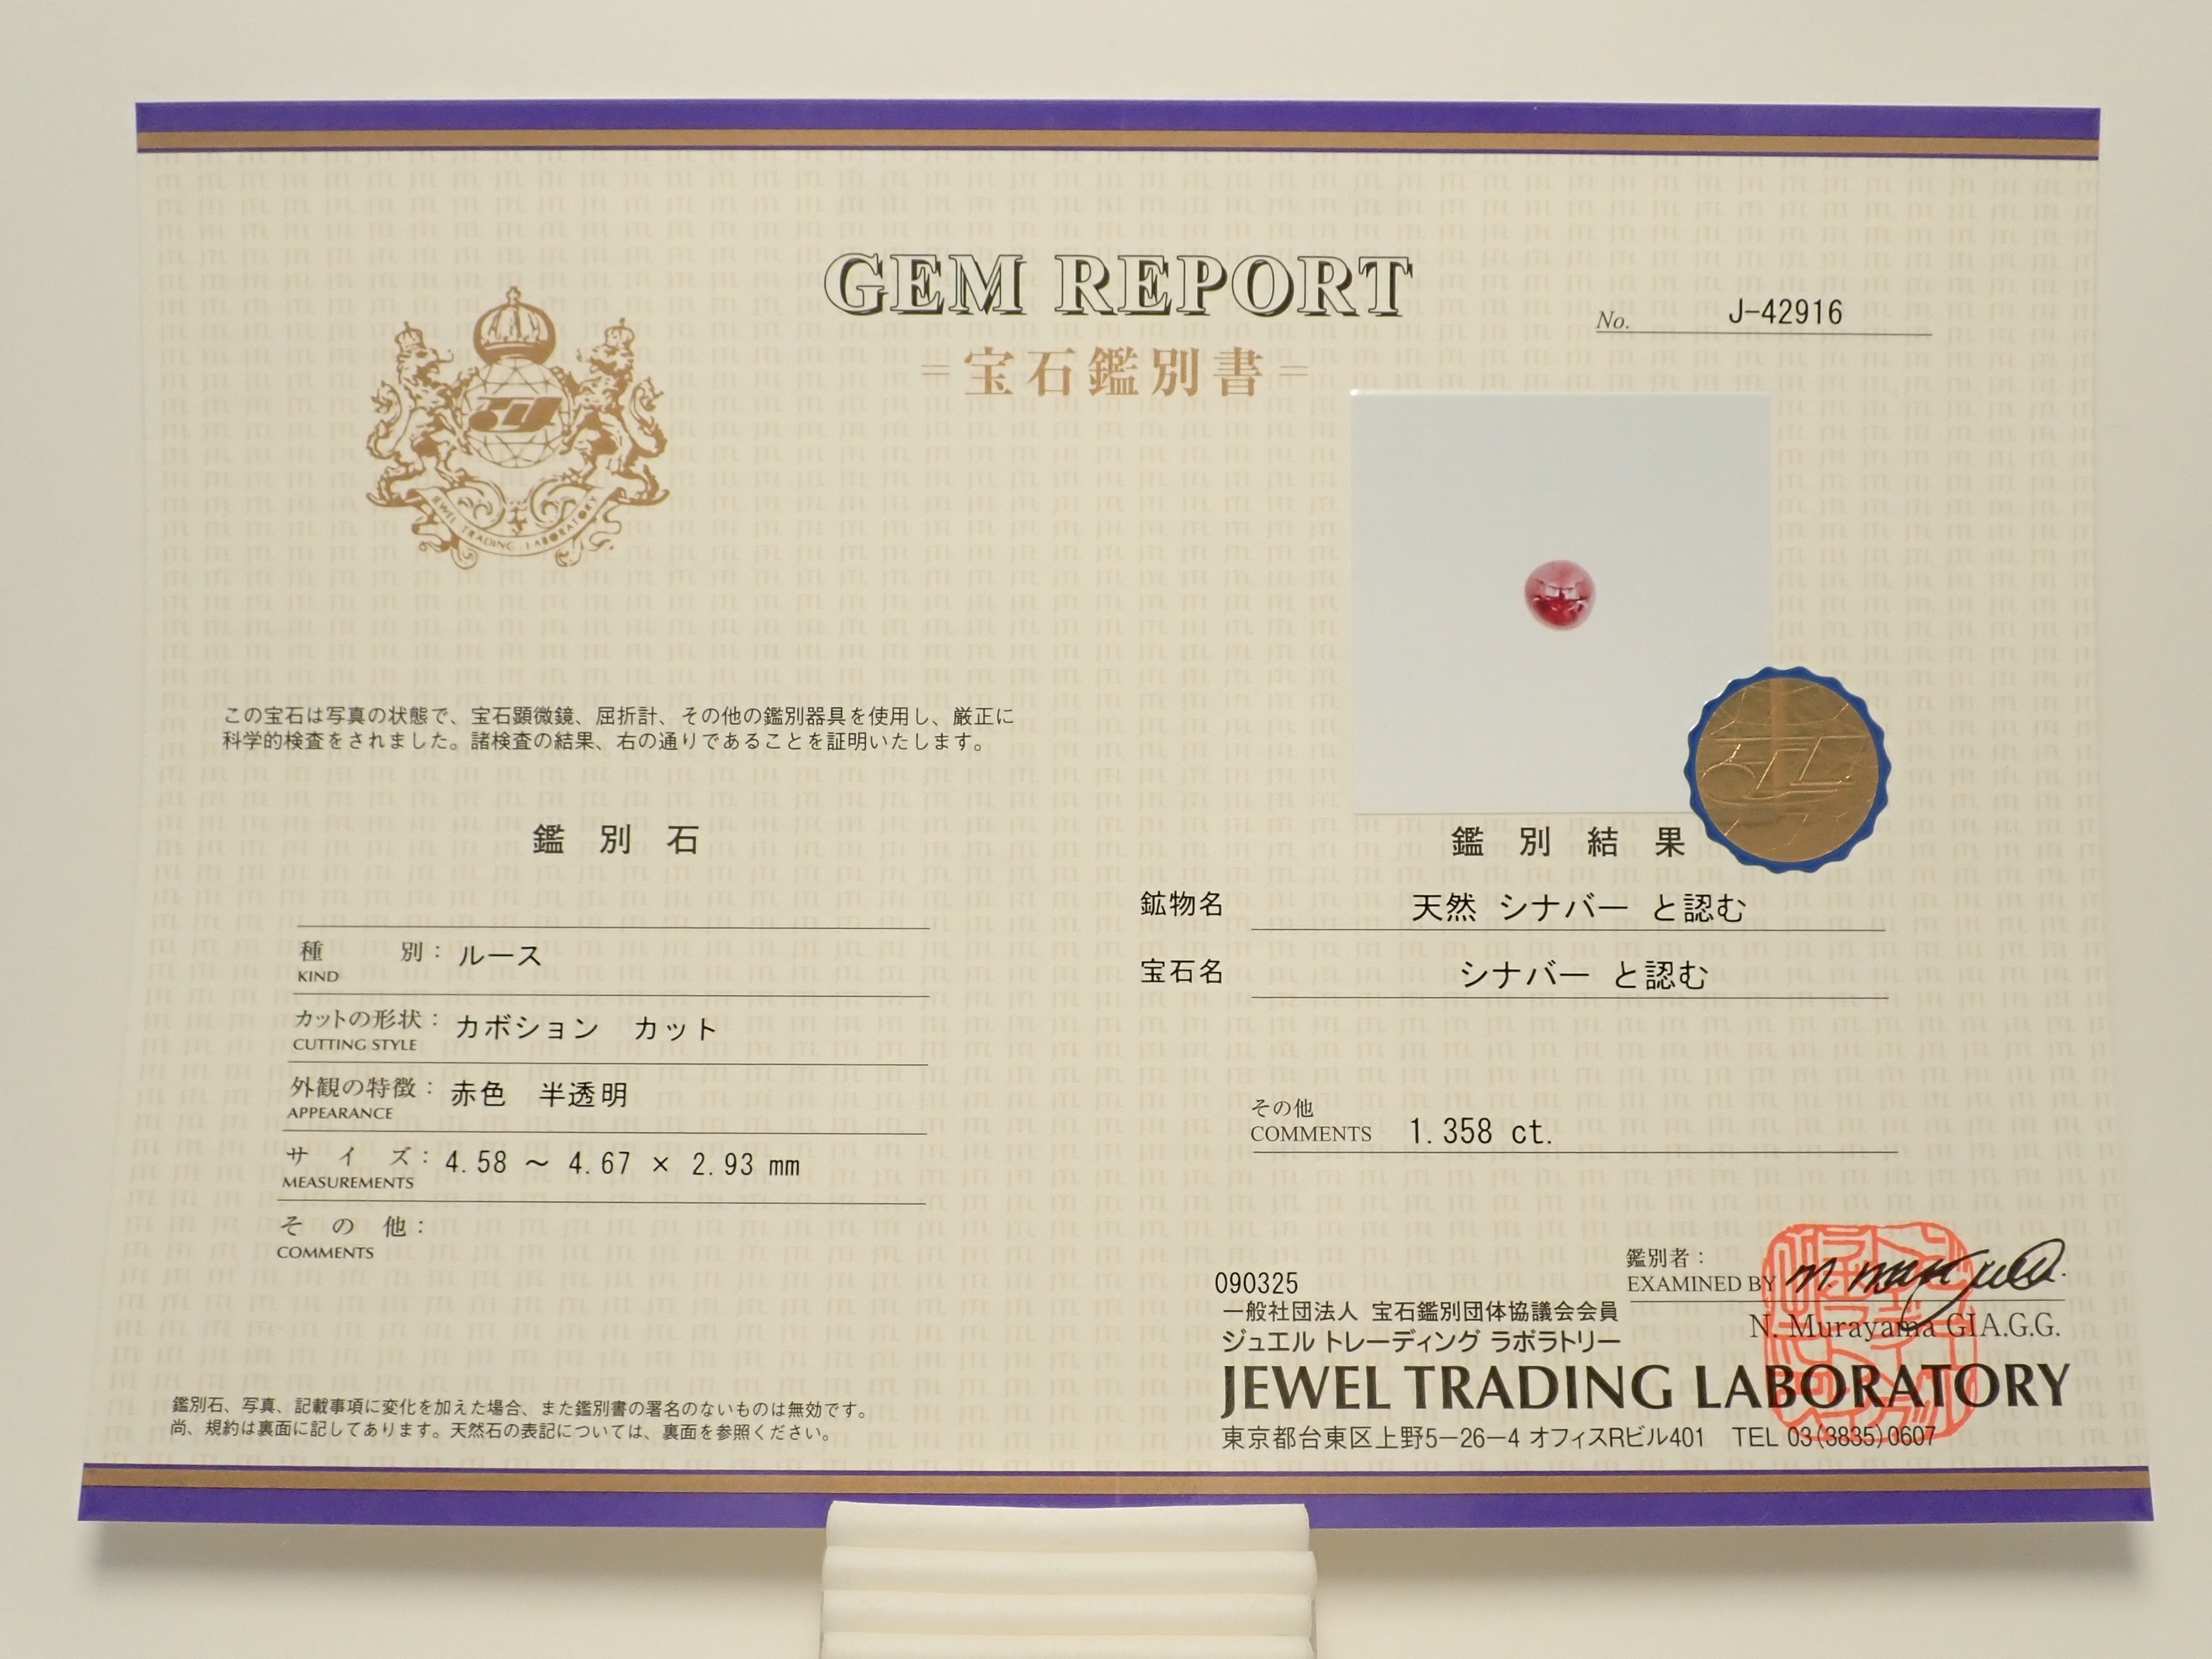 GEM REPORT
=宝石鑑別書=
No. J-42916
JEWEL TRADING LABORATORY
この宝石は写真の状態で、宝石顕微鏡、屈折計、その他の鑑別器具を使用し、厳正に
科学的検査をされました。諸検査の結果、右の通りであることを証明いたします。
鑑別石
種別: ルース
KIND
カットの形状: カボション カット
CUTTING STYLE
外観の特徴: 赤色 半透明
APPEARANCE
サイズ: 4.58 ～ 4.67 × 2.93 mm
MEASUREMENTS
その他:
COMMENTS
鑑別石、写真、記載事項に変化を加えた場合、また鑑別書の署名のないものは無効です。
尚、規約は裏面に記してあります。天然石の表記については、裏面を参照ください。
鑑別結果
鉱物名 天然 シナバー と認む
宝石名 シナバー と認む
その他
COMMENTS 1.358 ct.
鑑別者:
EXAMINED BY
N. Murayama GIA.G.G.
090325
一般社団法人 宝石鑑別団体協議会会員
ジュエル トレーディング ラボラトリー
JEWEL TRADING LABORATORY
東京都台東区上野5－26－4 オフィスRビル401 TEL 03(3835)0607